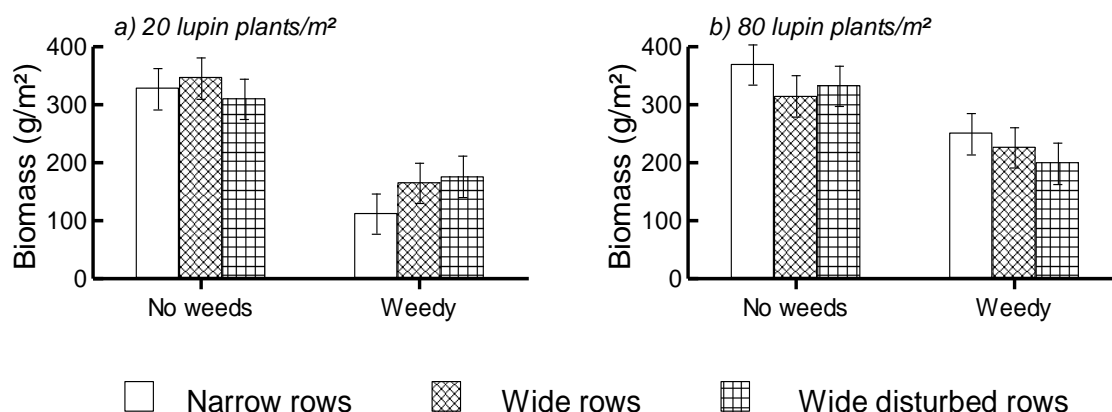 a) 20 lupin plants/m²
Biomass (g/m²)
400
300
200
100
0
No weeds
Weedy
b) 80 lupin plants/m²
Biomass (g/m²)
400
300
200
100
0
No weeds
Weedy
Narrow rows
Wide rows
Wide disturbed rows